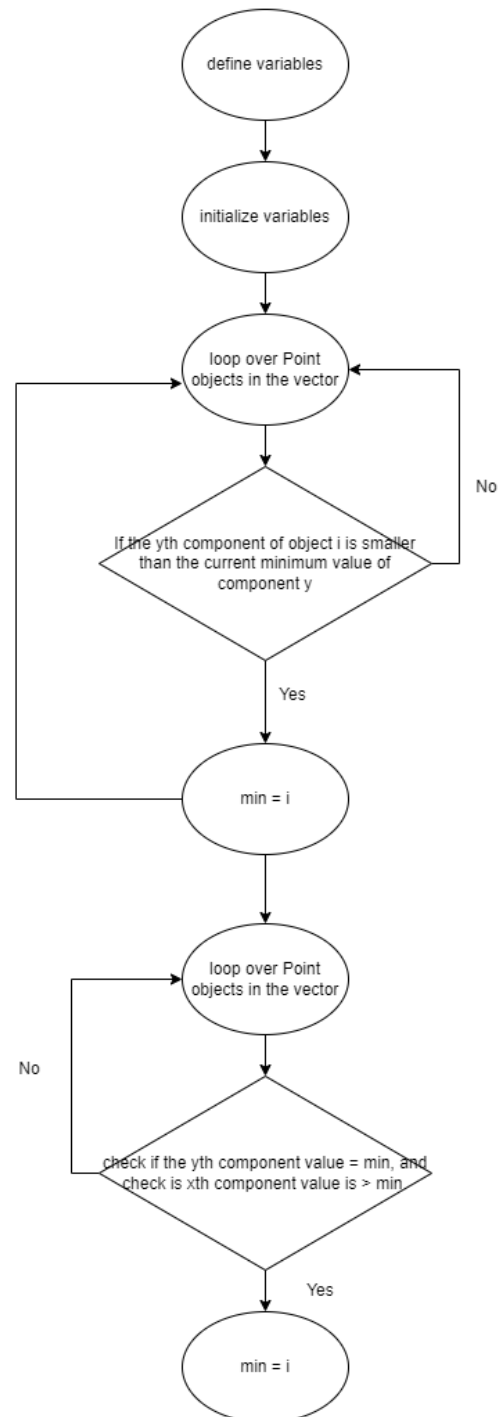 define variables
initialize variables
loop over Point
objects in the vector
No
If the yth component of object i is smaller
than the current minimum value of
component y
Yes
min = i
loop over Point
objects in the vector
No
check if the yth component value = min, and
check is xth component value is > min
Yes
min = i